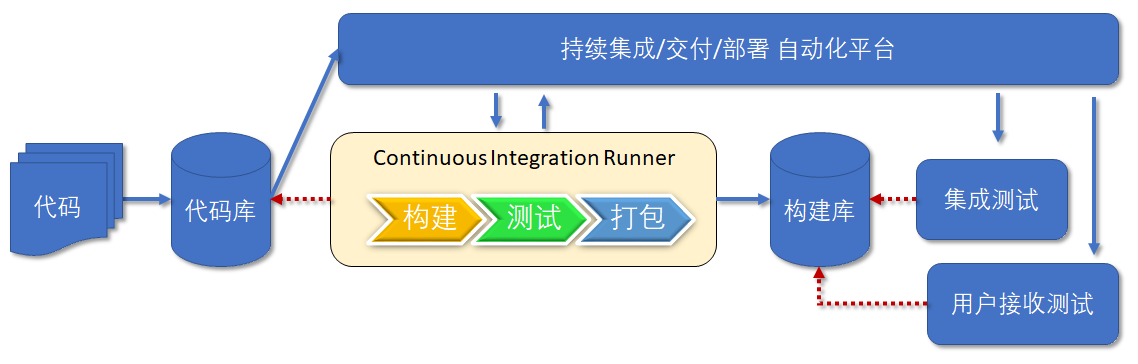 持续集成/交付/部署 自动化平台
代码
代码库
Continuous Integration Runner
构建
测试
打包
构建库
集成测试
用户接收测试